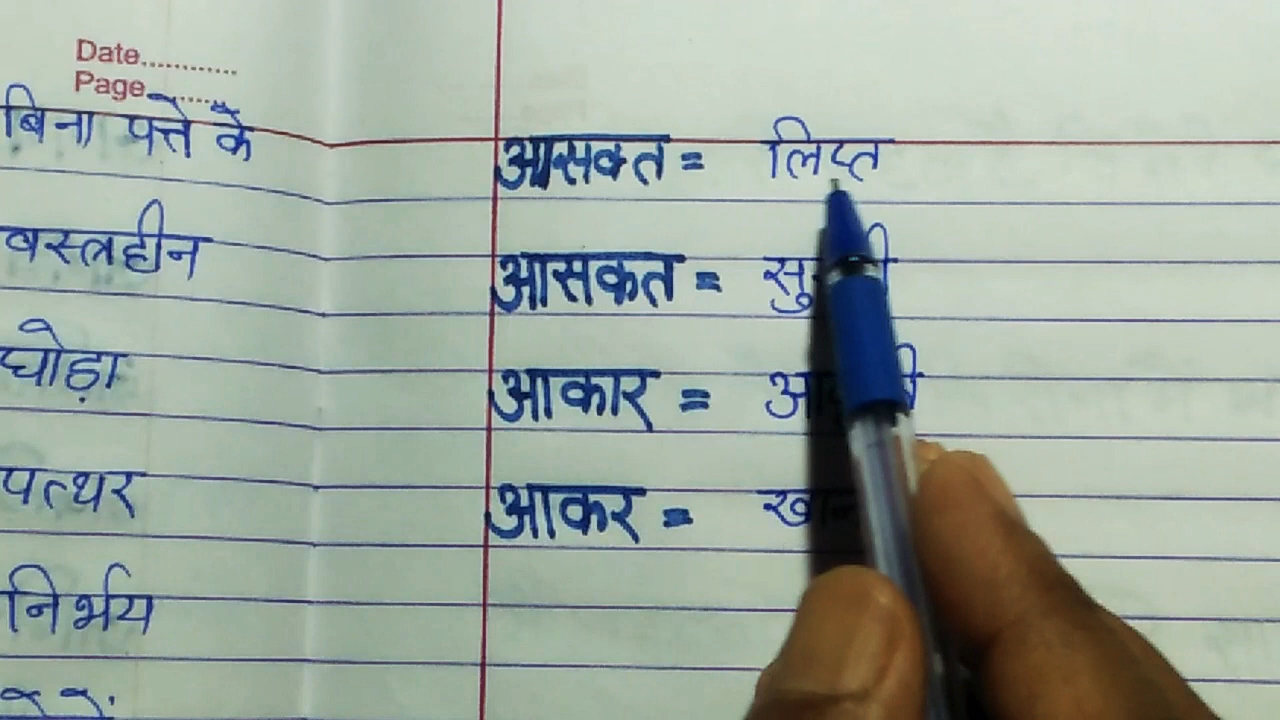 Date............
Page............
बिना पत्ते के
वस्त्रहीन
घोड़ा
पत्थर
निर्भय
आसक्त = लिप्त
आसकत =
आकार =
आकर =